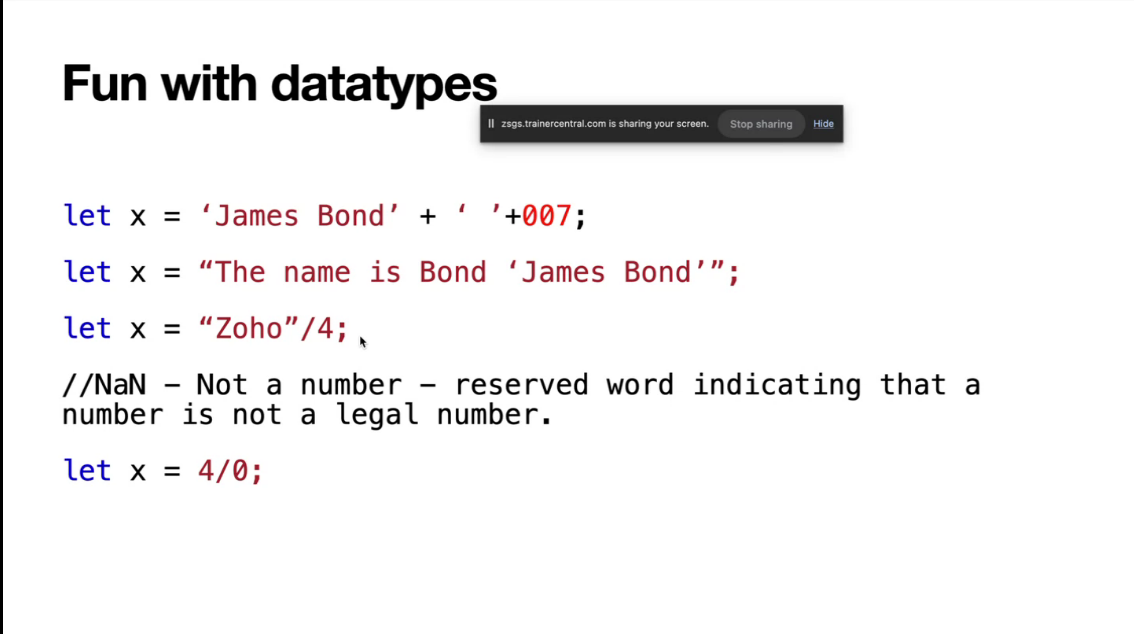 Fun with datatypes
zsgs.trainercentral.com is sharing your screen. Stop sharing Hide
let x = ‘James Bond’ + ‘ ’+007;
let x = “The name is Bond ‘James Bond’”;
let x = “Zoho”/4;
//NaN – Not a number – reserved word indicating that a
number is not a legal number.
let x = 4/0;